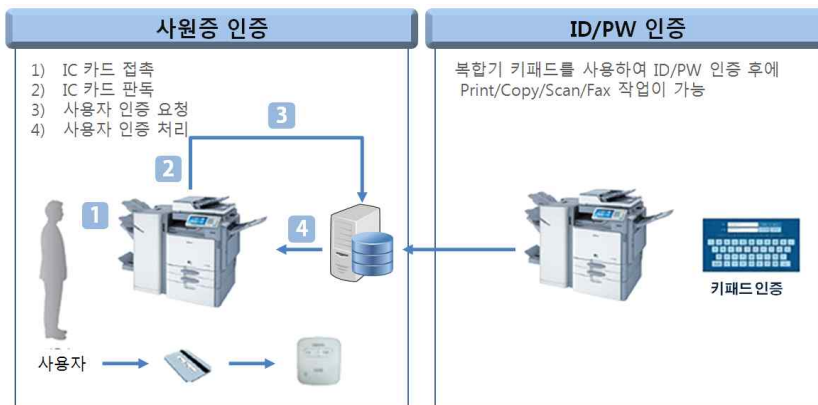 사원증 인증
1) IC 카드 접촉
2) IC 카드 판독
3) 사용자 인증 요청
4) 사용자 인증 처리
3
2
1
4
사용자
ID/PW 인증
복합기 키패드를 사용하여 ID/PW 인증 후에
Print/Copy/Scan/Fax 작업이 가능
키패드 인증